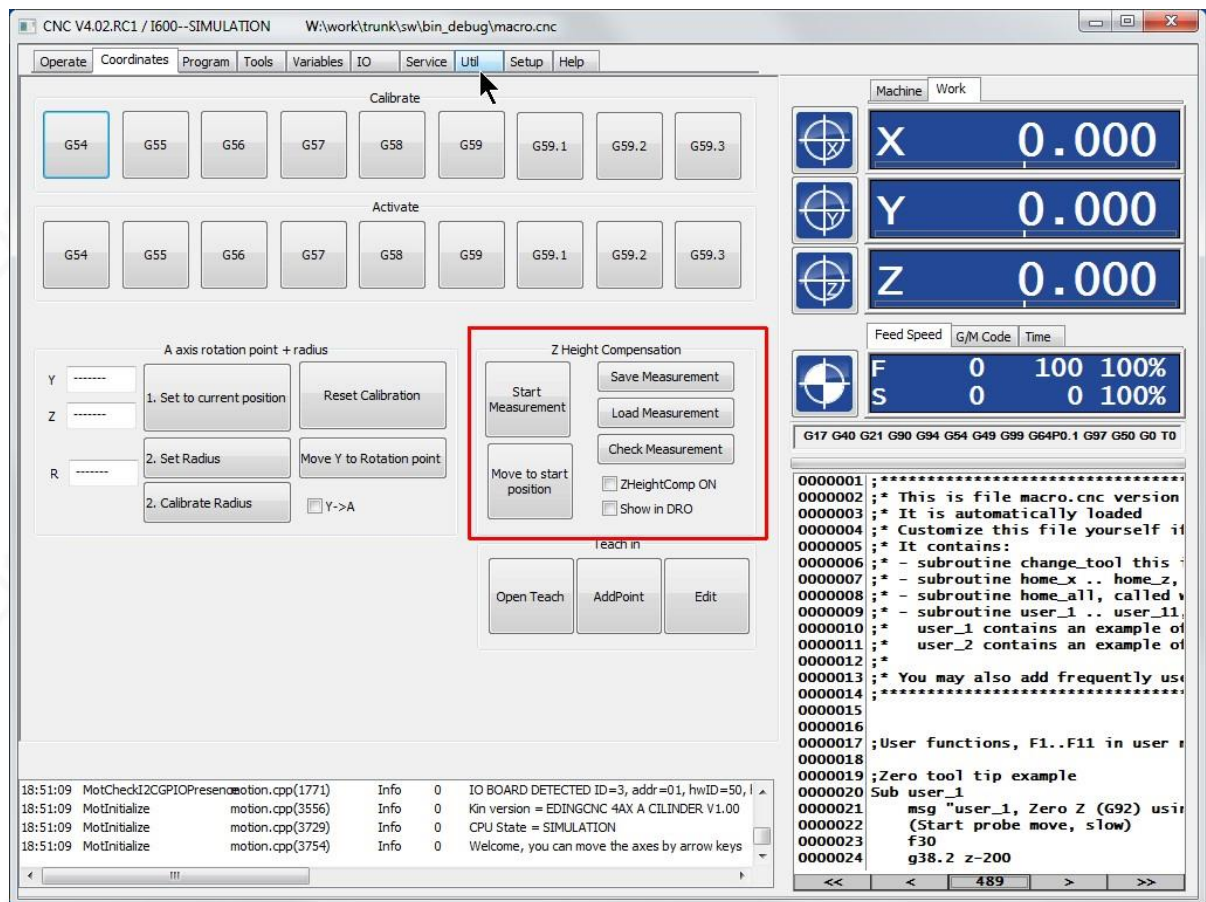 CNC V4.02.RC1 / I600--SIMULATION W:\work\trunk\sw\bin_debug\macro.cnc
Operate Coordinates Program Tools Variables IO Service Util Setup Help
Calibrate
G54 G55 G56 G57 G58 G59 G59.1 G59.2 G59.3
Activate
G54 G55 G56 G57 G58 G59 G59.1 G59.2 G59.3
A axis rotation point + radius
Y -------
Z -------
R -------
1. Set to current position
Reset Calibration
2. Set Radius
Move Y to Rotation point
2. Calibrate Radius
Y->A
Z Height Compensation
Start
Measurement
Save Measurement
Load Measurement
Check Measurement
Move to start
position
ZHeightComp ON
Show in DRO
Teach in
Open Teach AddPoint Edit
18:51:09 MotCheckI2CGPIOPresence motion.cpp(1771) Info 0 IO BOARD DETECTED ID=3, addr=01, hwID=50,
18:51:09 MotInitialize motion.cpp(3556) Info 0 Kin version = EDINGCNC 4AX A CILINDER V1.00
18:51:09 MotInitialize motion.cpp(3729) Info 0 CPU State = SIMULATION
18:51:09 MotInitialize motion.cpp(3754) Info 0 Welcome, you can move the axes by arrow keys
Machine Work
X X 0.000
Y Y 0.000
Z Z 0.000
Feed Speed G/M Code Time
F 0 100 100%
S 0 0 100%
G17 G40 G21 G90 G94 G54 G49 G99 G64P0.1 G97 G50 G0 T0
0000001 ;**********************************
0000002 ;* This is file macro.cnc version
0000003 ;* It is automatically loaded
0000004 ;* Customize this file yourself if
0000005 ;* It contains:
0000006 ;* - subroutine change_tool this
0000007 ;* - subroutine home_x .. home_z,
0000008 ;* - subroutine home_all, called
0000009 ;* - subroutine user_1 .. user_11,
0000010 ;* user_1 contains an example of
0000011 ;* user_2 contains an example of
0000012 ;*
0000013 ;* You may also add frequently use
0000014 ;**********************************
0000015
0000016
0000017 ;User functions, F1..F11 in user
0000018
0000019 ;Zero tool tip example
0000020 Sub user_1
0000021 msg "user_1, Zero Z (G92) usin
0000022 (Start probe move, slow)
0000023 f30
0000024 g38.2 z-200
<< < 489 > >>